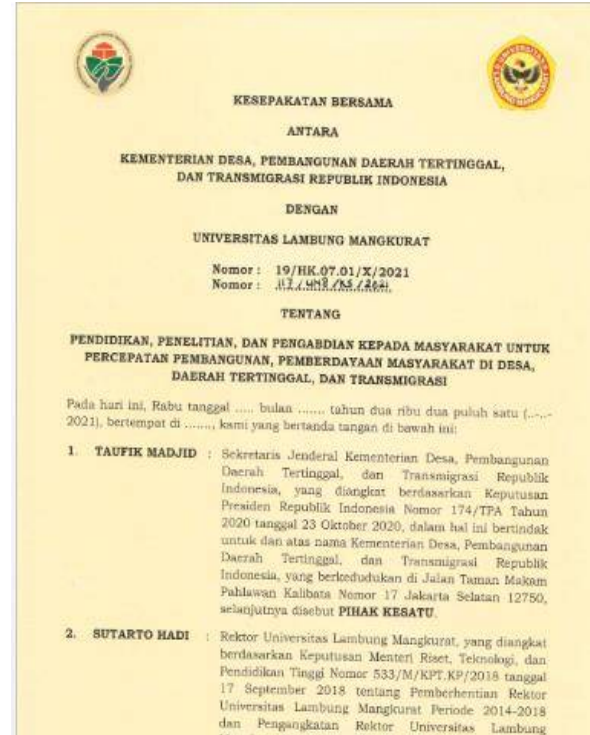 KESEPAKATAN BERSAMA
ANTARA
KEMENTERIAN DESA, PEMBANGUNAN DAERAH TERTINGGAL,
DAN TRANSMIGRASI REPUBLIK INDONESIA
DENGAN
UNIVERSITAS LAMBUNG MANGKURAT
Nomor : 19/HK.07.01/X/2021
Nomor : 117 / UN8 /KS / 2021
TENTANG
PENDIDIKAN, PENELITIAN, DAN PENGABDIAN KEPADA MASYARAKAT UNTUK
PERCEPATAN PEMBANGUNAN, PEMBERDAYAAN MASYARAKAT DI DESA,
DAERAH TERTINGGAL, DAN TRANSMIGRASI
Pada hari ini, Rabu tanggal ..... bulan ....... tahun dua ribu dua puluh satu (..-..-
2021), bertempat di ......., kami yang bertanda tangan di bawah ini:
1. TAUFIK MADJID : Sekretaris Jenderal Kementerian Desa, Pembangunan
Daerah Tertinggal, dan Transmigrasi Republik
Indonesia, yang diangkat berdasarkan Keputusan
Presiden Republik Indonesia Nomor 174/TPA Tahun
2020 tanggal 23 Oktober 2020, dalam hal ini bertindak
untuk dan atas nama Kementerian Desa, Pembangunan
Daerah Tertinggal, dan Transmigrasi Republik
Indonesia, yang berkedudukan di Jalan Taman Makam
Pahlawan Kalibata Nomor 17 Jakarta Selatan 12750,
selanjutnya disebut PIHAK KESATU.
2. SUTARTO HADI : Rektor Universitas Lambung Mangkurat, yang diangkat
berdasarkan Keputusan Menteri Riset, Teknologi, dan
Pendidikan Tinggi Nomor 533/M/KPT.KP/2018 tanggal
17 September 2018 tentang Pemberhentian Rektor
Universitas Lambung Mangkurat Periode 2014-2018
dan Pengangkatan Rektor Universitas Lambung